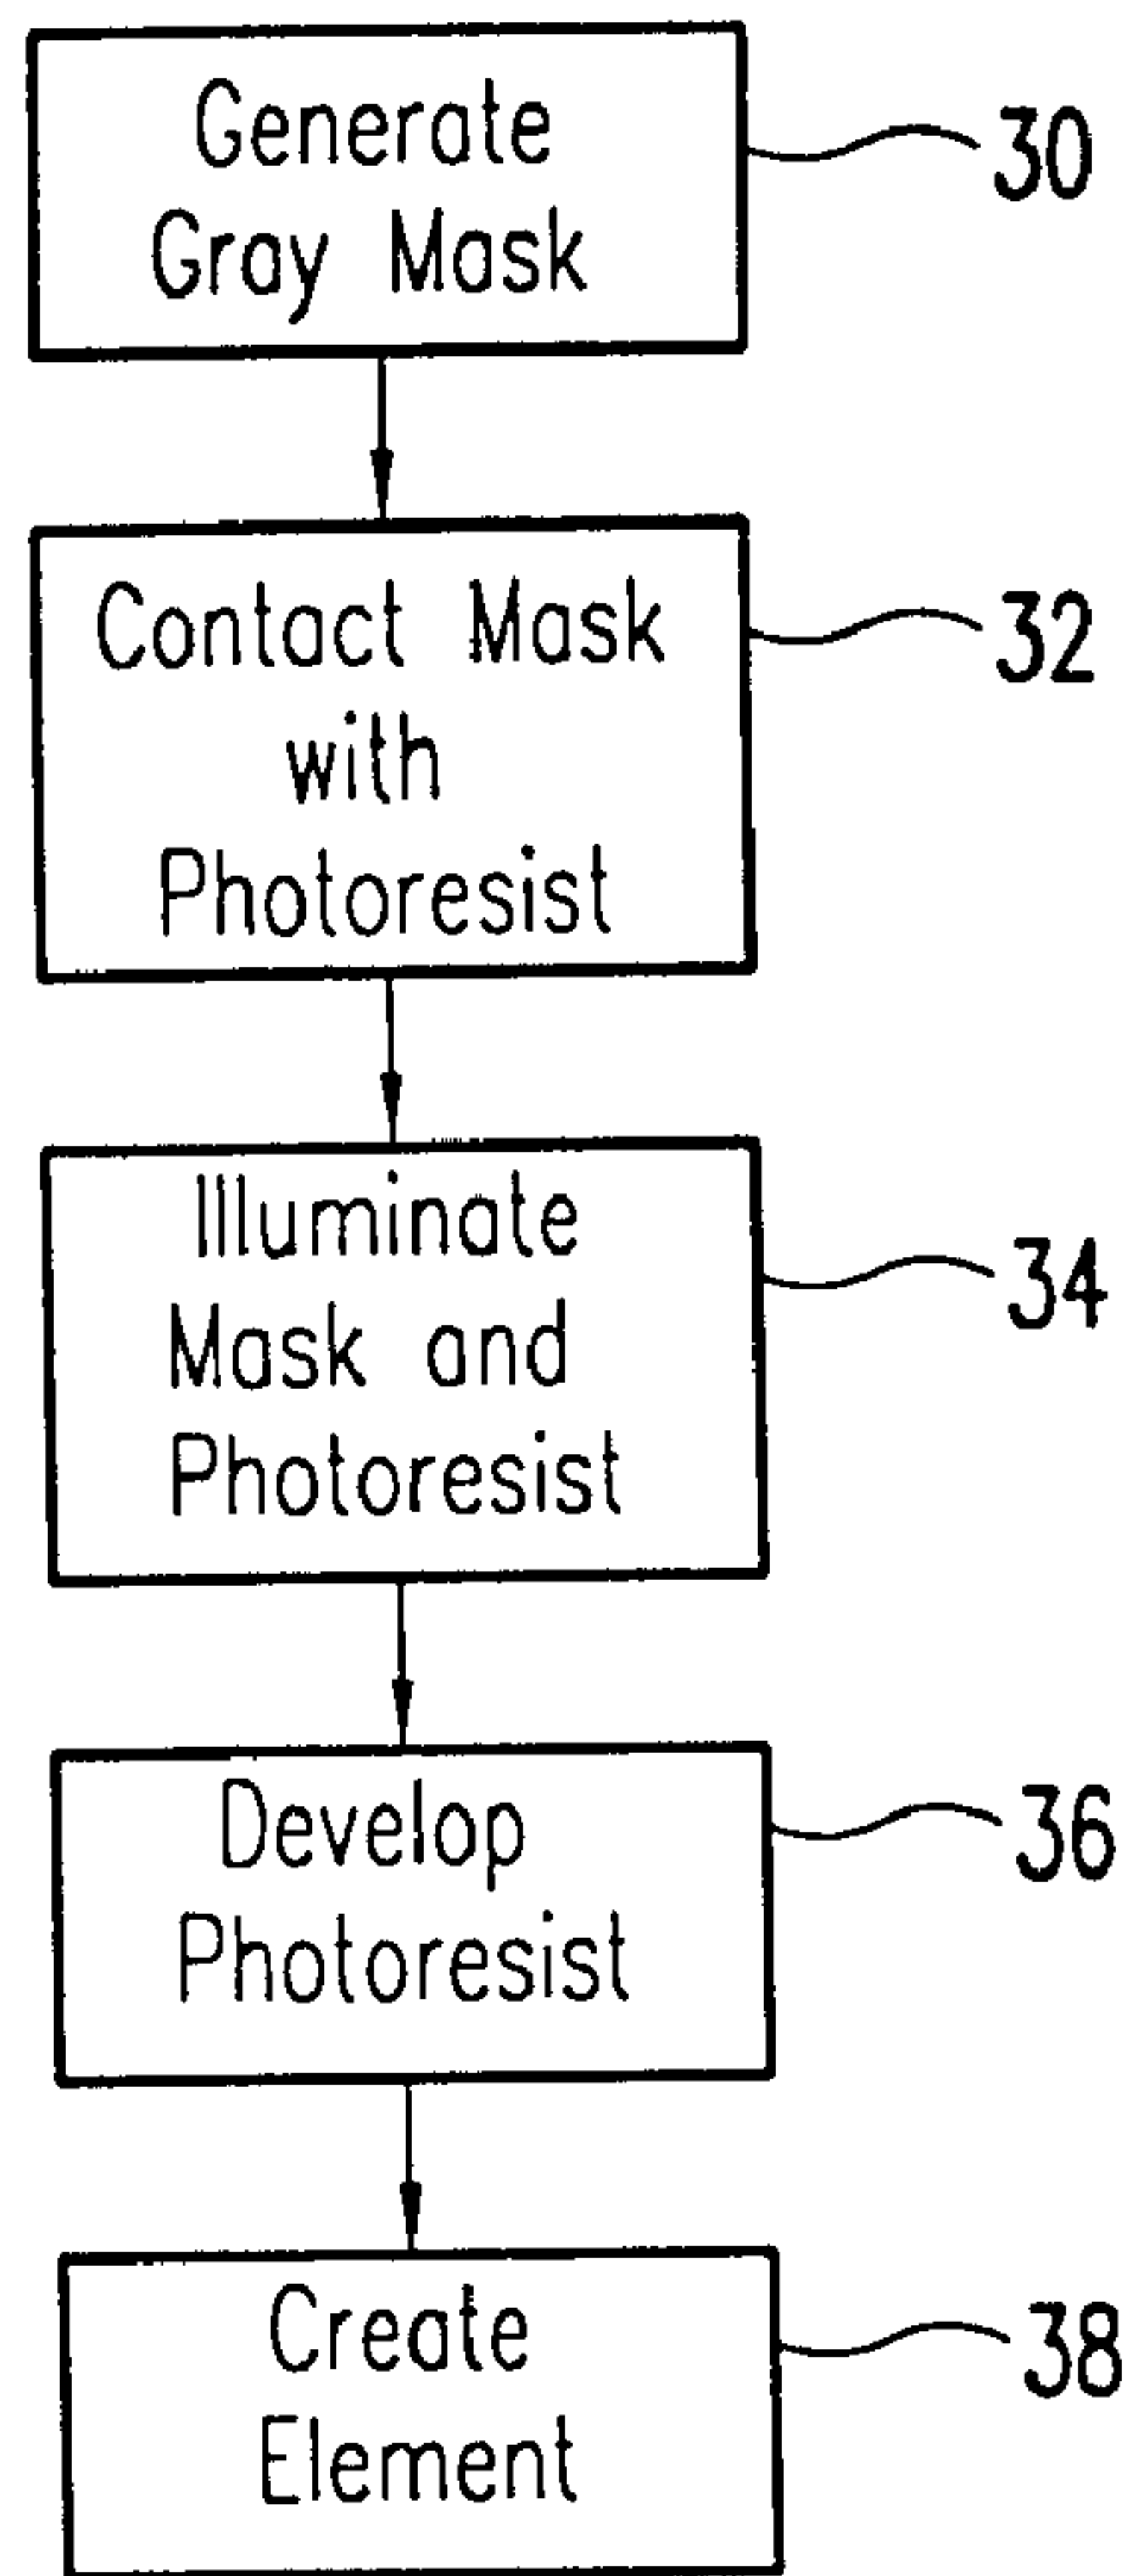 Generate
Gray Mask
30
Contact Mask
with
Photoresist
32
Illuminate
Mask and
Photoresist
34
Develop
Photoresist
36
Create
Element
38